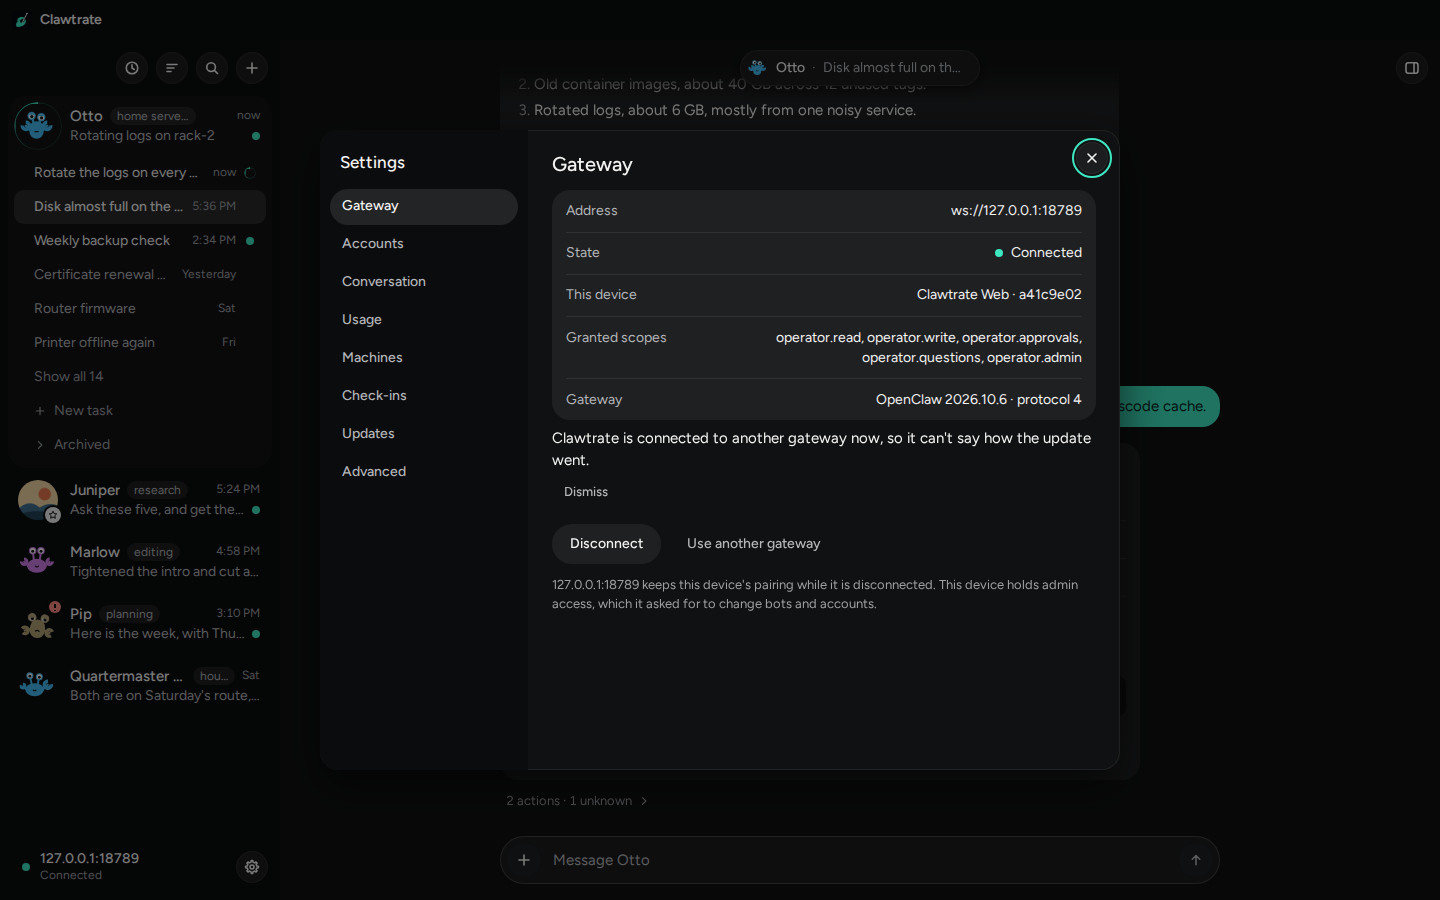 Clawtrate
Otto home serve... now
Rotating logs on rack-2
Rotate the logs on every ... now
Disk almost full on the ... 5:36 PM
Weekly backup check 2:34 PM
Certificate renewal ... Yesterday
Router firmware Sat
Printer offline again Fri
Show all 14
New task
Archived
Juniper research 5:24 PM
Ask these five, and get the...
Marlow editing 4:58 PM
Tightened the intro and cut a...
Pip planning 3:10 PM
Here is the week, with Thu...
Quartermaster ... hou... Sat
Both are on Saturday's route,...
127.0.0.1:18789
Connected
Otto · Disk almost full on th...
2. Old container images, about 40 GB across 12 unused tags.
3. Rotated logs, about 6 GB, mostly from one noisy service.
Settings
Gateway
Accounts
Conversation
Usage
Machines
Check-ins
Updates
Advanced
Gateway
Address ws://127.0.0.1:18789
State Connected
This device Clawtrate Web · a41c9e02
Granted scopes operator.read, operator.write, operator.approvals,
operator.questions, operator.admin
Gateway OpenClaw 2026.10.6 · protocol 4
Clawtrate is connected to another gateway now, so it can't say how the update
went.
Dismiss
Disconnect Use another gateway
127.0.0.1:18789 keeps this device's pairing while it is disconnected. This device holds admin
access, which it asked for to change bots and accounts.
scode cache.
2 actions · 1 unknown
Message Otto